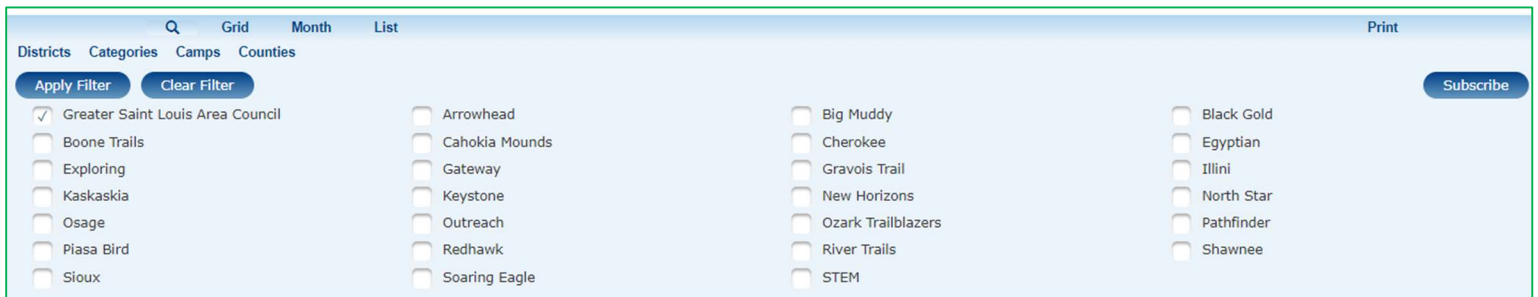 Grid Month List Print
Districts Categories Camps Counties
Apply Filter Clear Filter Subscribe
Greater Saint Louis Area Council Arrowhead Big Muddy Black Gold
Boone Trails Cahokia Mounds Cherokee Egyptian
Exploring Gateway Gravois Trail Illini
Kaskaskia Keystone New Horizons North Star
Osage Outreach Ozark Trailblazers Pathfinder
Piasa Bird Redhawk River Trails Shawnee
Sioux Soaring Eagle STEM